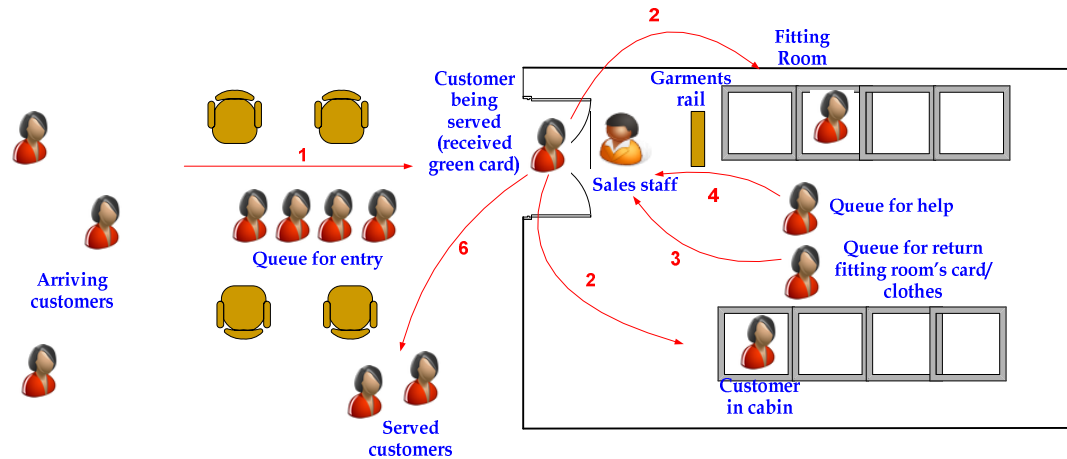 2
Fitting
Room
Customer
being
served
(received
green card)
Garments
rail
1
Sales staff
4
Queue for help
Queue for entry
6
3
Queue for return
fitting room's card/
clothes
2
Arriving
customers
Customer
in cabin
Served
customers